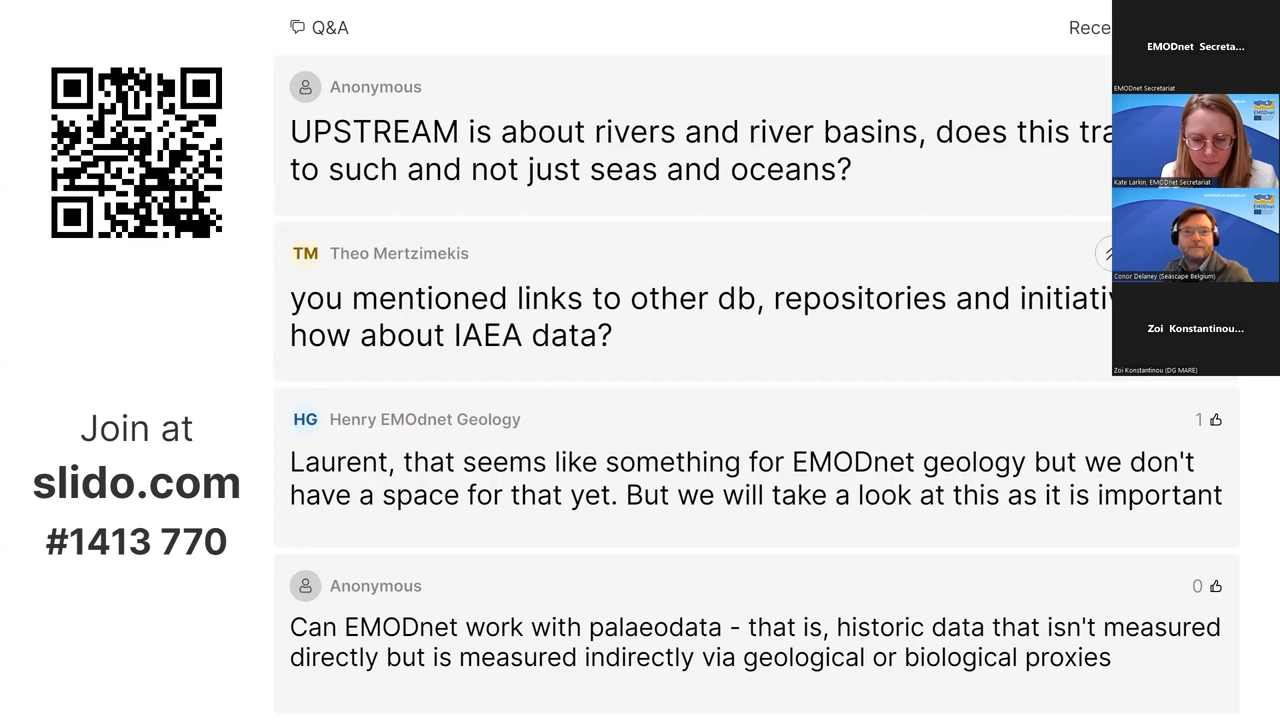 Q&A
Rece
Anonymous
UPSTREAM is about rivers and river basins, does this tra
to such and not just seas and oceans?
TM Theo Mertzimekis
you mentioned links to other db, repositories and initiativ
how about IAEA data?
HG Henry EMOdnet Geology
1
Laurent, that seems like something for EMODnet geology but we don't
have a space for that yet. But we will take a look at this as it is important
Anonymous
0
Can EMODnet work with palaeodata - that is, historic data that isn't measured
directly but is measured indirectly via geological or biological proxies
Join at
slido.com
#1413 770
EMODnet Secreta...
EMODnet Secretariat
EMODnet
Kate Larkin, EMODnet Secretariat
EMODnet
Conor Delaney (Seascape Belgium)
Zoi Konstantinou...
Zoi Konstantinou (DG MARE)